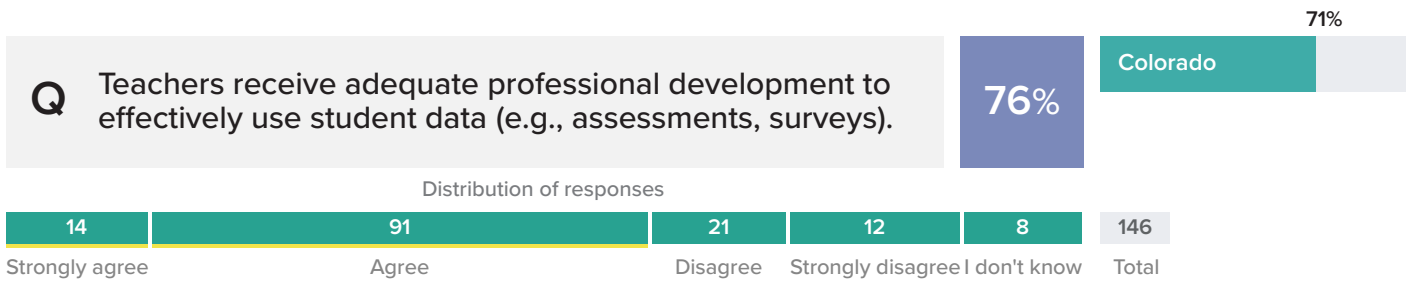 71%
Q
Teachers receive adequate professional development to
effectively use student data (e.g., assessments, surveys).
76%
Colorado
Distribution of responses
14 91 21 12 8 146
Strongly agree Agree Disagree Strongly disagree I don't know Total